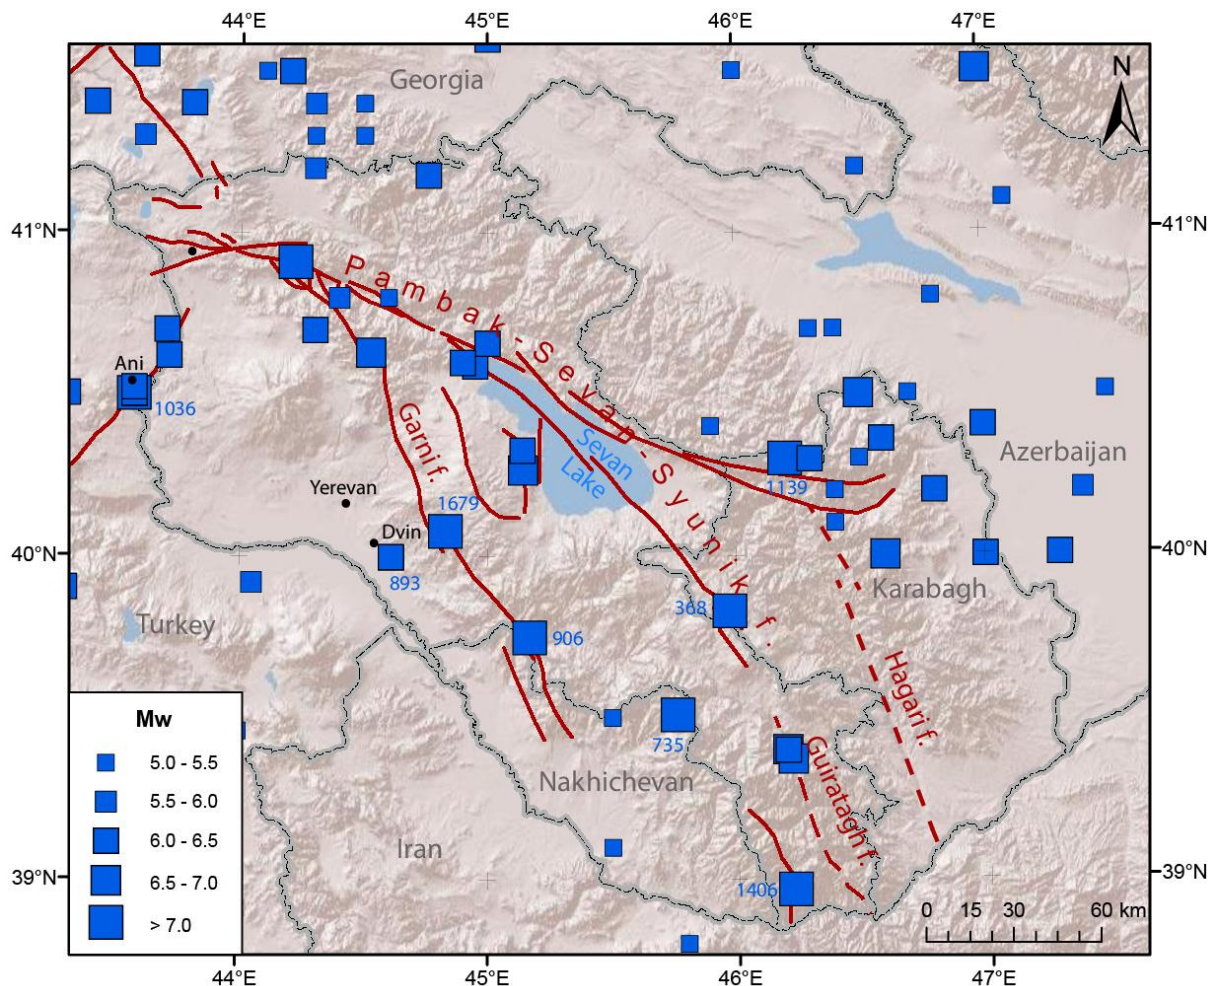 44°E
45°E
46°E
47°E
N
Georgia
41°N
41°N
Pambak-Sevan-Syunik f.
Ani
1036
Garni f.
Sevan
Lake
Azerbaijan
1139
Yerevan
1679
Dvin
40°N
40°N
893
Karabagh
368
Turkey
906
Hagari f.
735
Guiratagh f.
Nakhichevan
Iran
1406
39°N
39°N
Mw
5.0 - 5.5
5.5 - 6.0
6.0 - 6.5
6.5 - 7.0
> 7.0
0 15 30 60 km
44°E
45°E
46°E
47°E